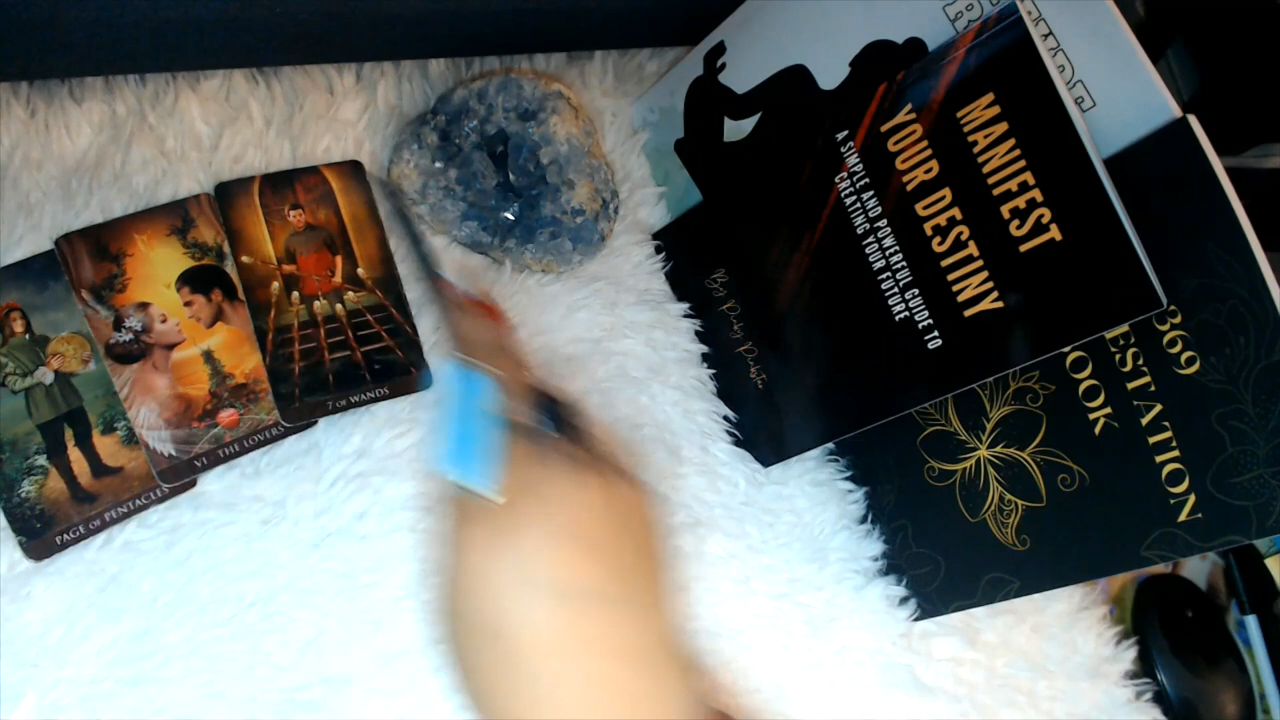 PAGE OF PENTACLES
VI THE LOVERS
7 OF WANDS
MANIFEST
YOUR DESTINY
A SIMPLE AND POWERFUL GUIDE TO
CREATING YOUR FUTURE
By
369
ESTATION
OOK